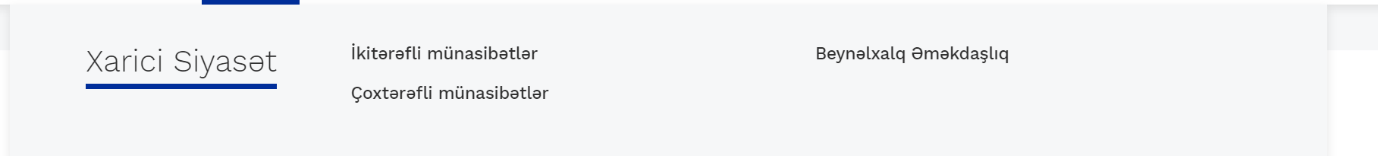 Xarici Siyasət
İkitərəfli münasibətlər
Çoxtərəfli münasibətlər
Beynəlxalq Əməkdaşlıq